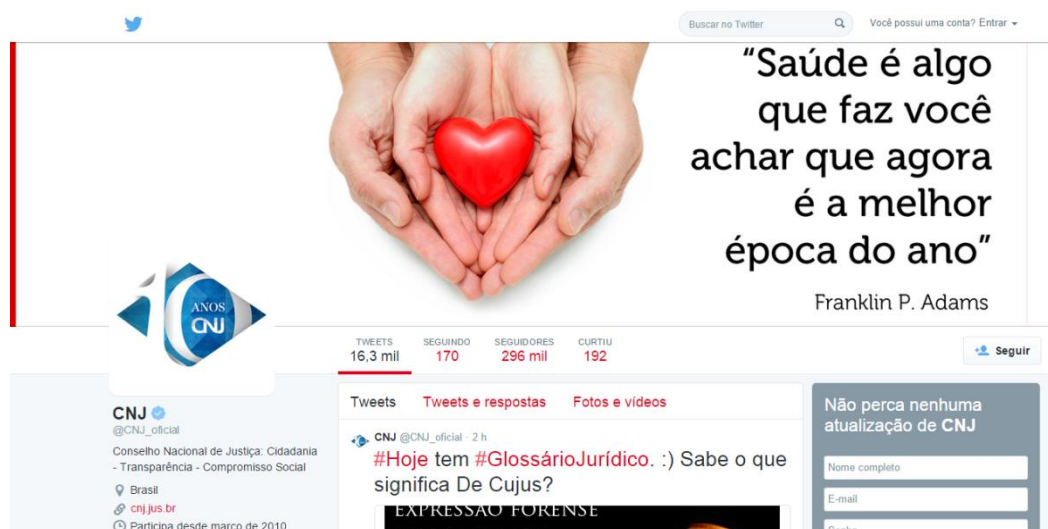 Buscar no Twitter
Você possui uma conta? Entrar
“Saúde é algo
que faz você
achar que agora
é a melhor
época do ano”
Franklin P. Adams
ANOS
CNJ
TWEETS
16,3 mil
SEGUINDO
170
SEGUIDORES
296 mil
CURTIU
192
Seguir
CNJ
@CNJ_oficial
Conselho Nacional de Justiça: Cidadania
- Transparência - Compromisso Social
Brasil
cnj.jus.br
Participa desde março de 2010
Tweets
Tweets e respostas
Fotos e vídeos
CNJ @CNJ_oficial · 2 h
#Hoje tem #GlossárioJurídico. :) Sabe o que
significa De Cujus?
EXPRESSÃO FORENSE
Não perca nenhuma
atualização de CNJ
Nome completo
E-mail
Senha